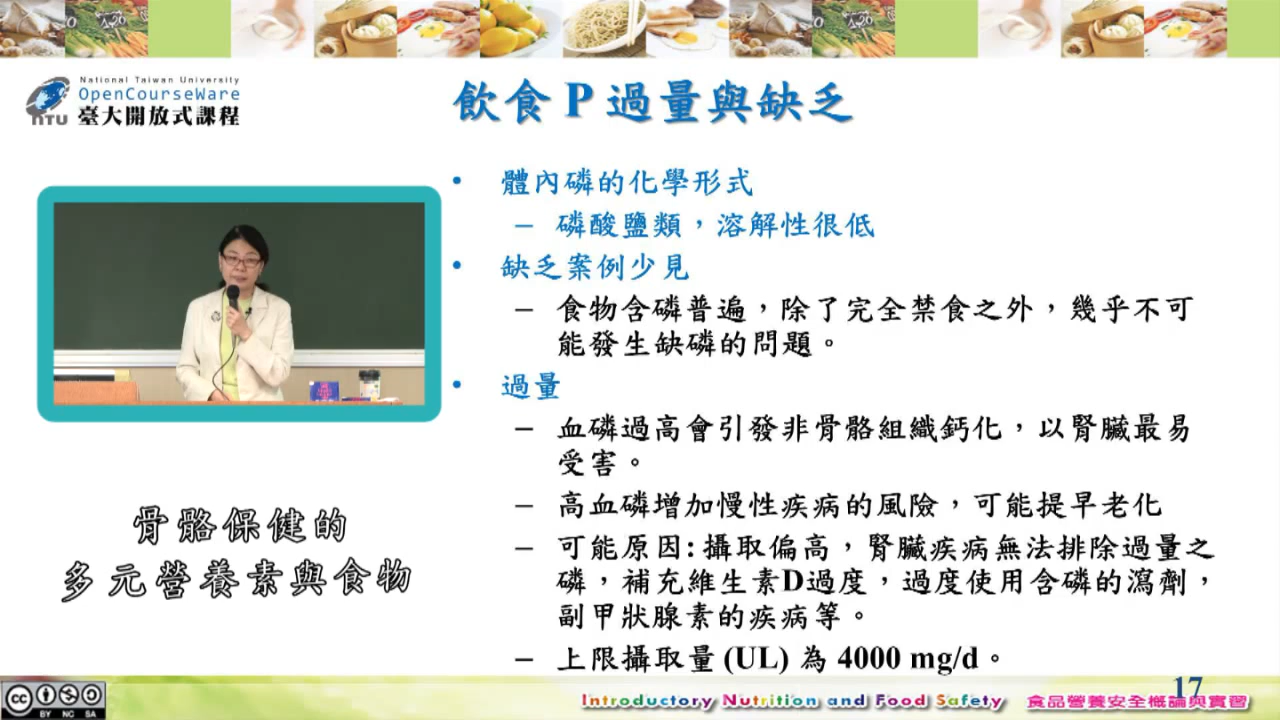 National Taiwan University
OpenCourseWare
NTU 臺大開放式課程
飲食 P 過量與缺乏
• 體內磷的化學形式
– 磷酸鹽類，溶解性很低
• 缺乏案例少見
– 食物含磷普遍，除了完全禁食之外，幾乎不可
能發生缺磷的問題。
• 過量
– 血磷過高會引發非骨骼組織鈣化，以腎臟最易
受害。
– 高血磷增加慢性疾病的風險，可能提早老化
– 可能原因: 攝取偏高，腎臟疾病無法排除過量之
磷，補充維生素D過度，過度使用含磷的瀉劑，
副甲狀腺素的疾病等。
– 上限攝取量 (UL) 為 4000 mg/d。
骨骼保健的
多元營養素與食物
cc BY NC SA
Introductory Nutrition and Food Safety 食品營養安全概論與實習
17